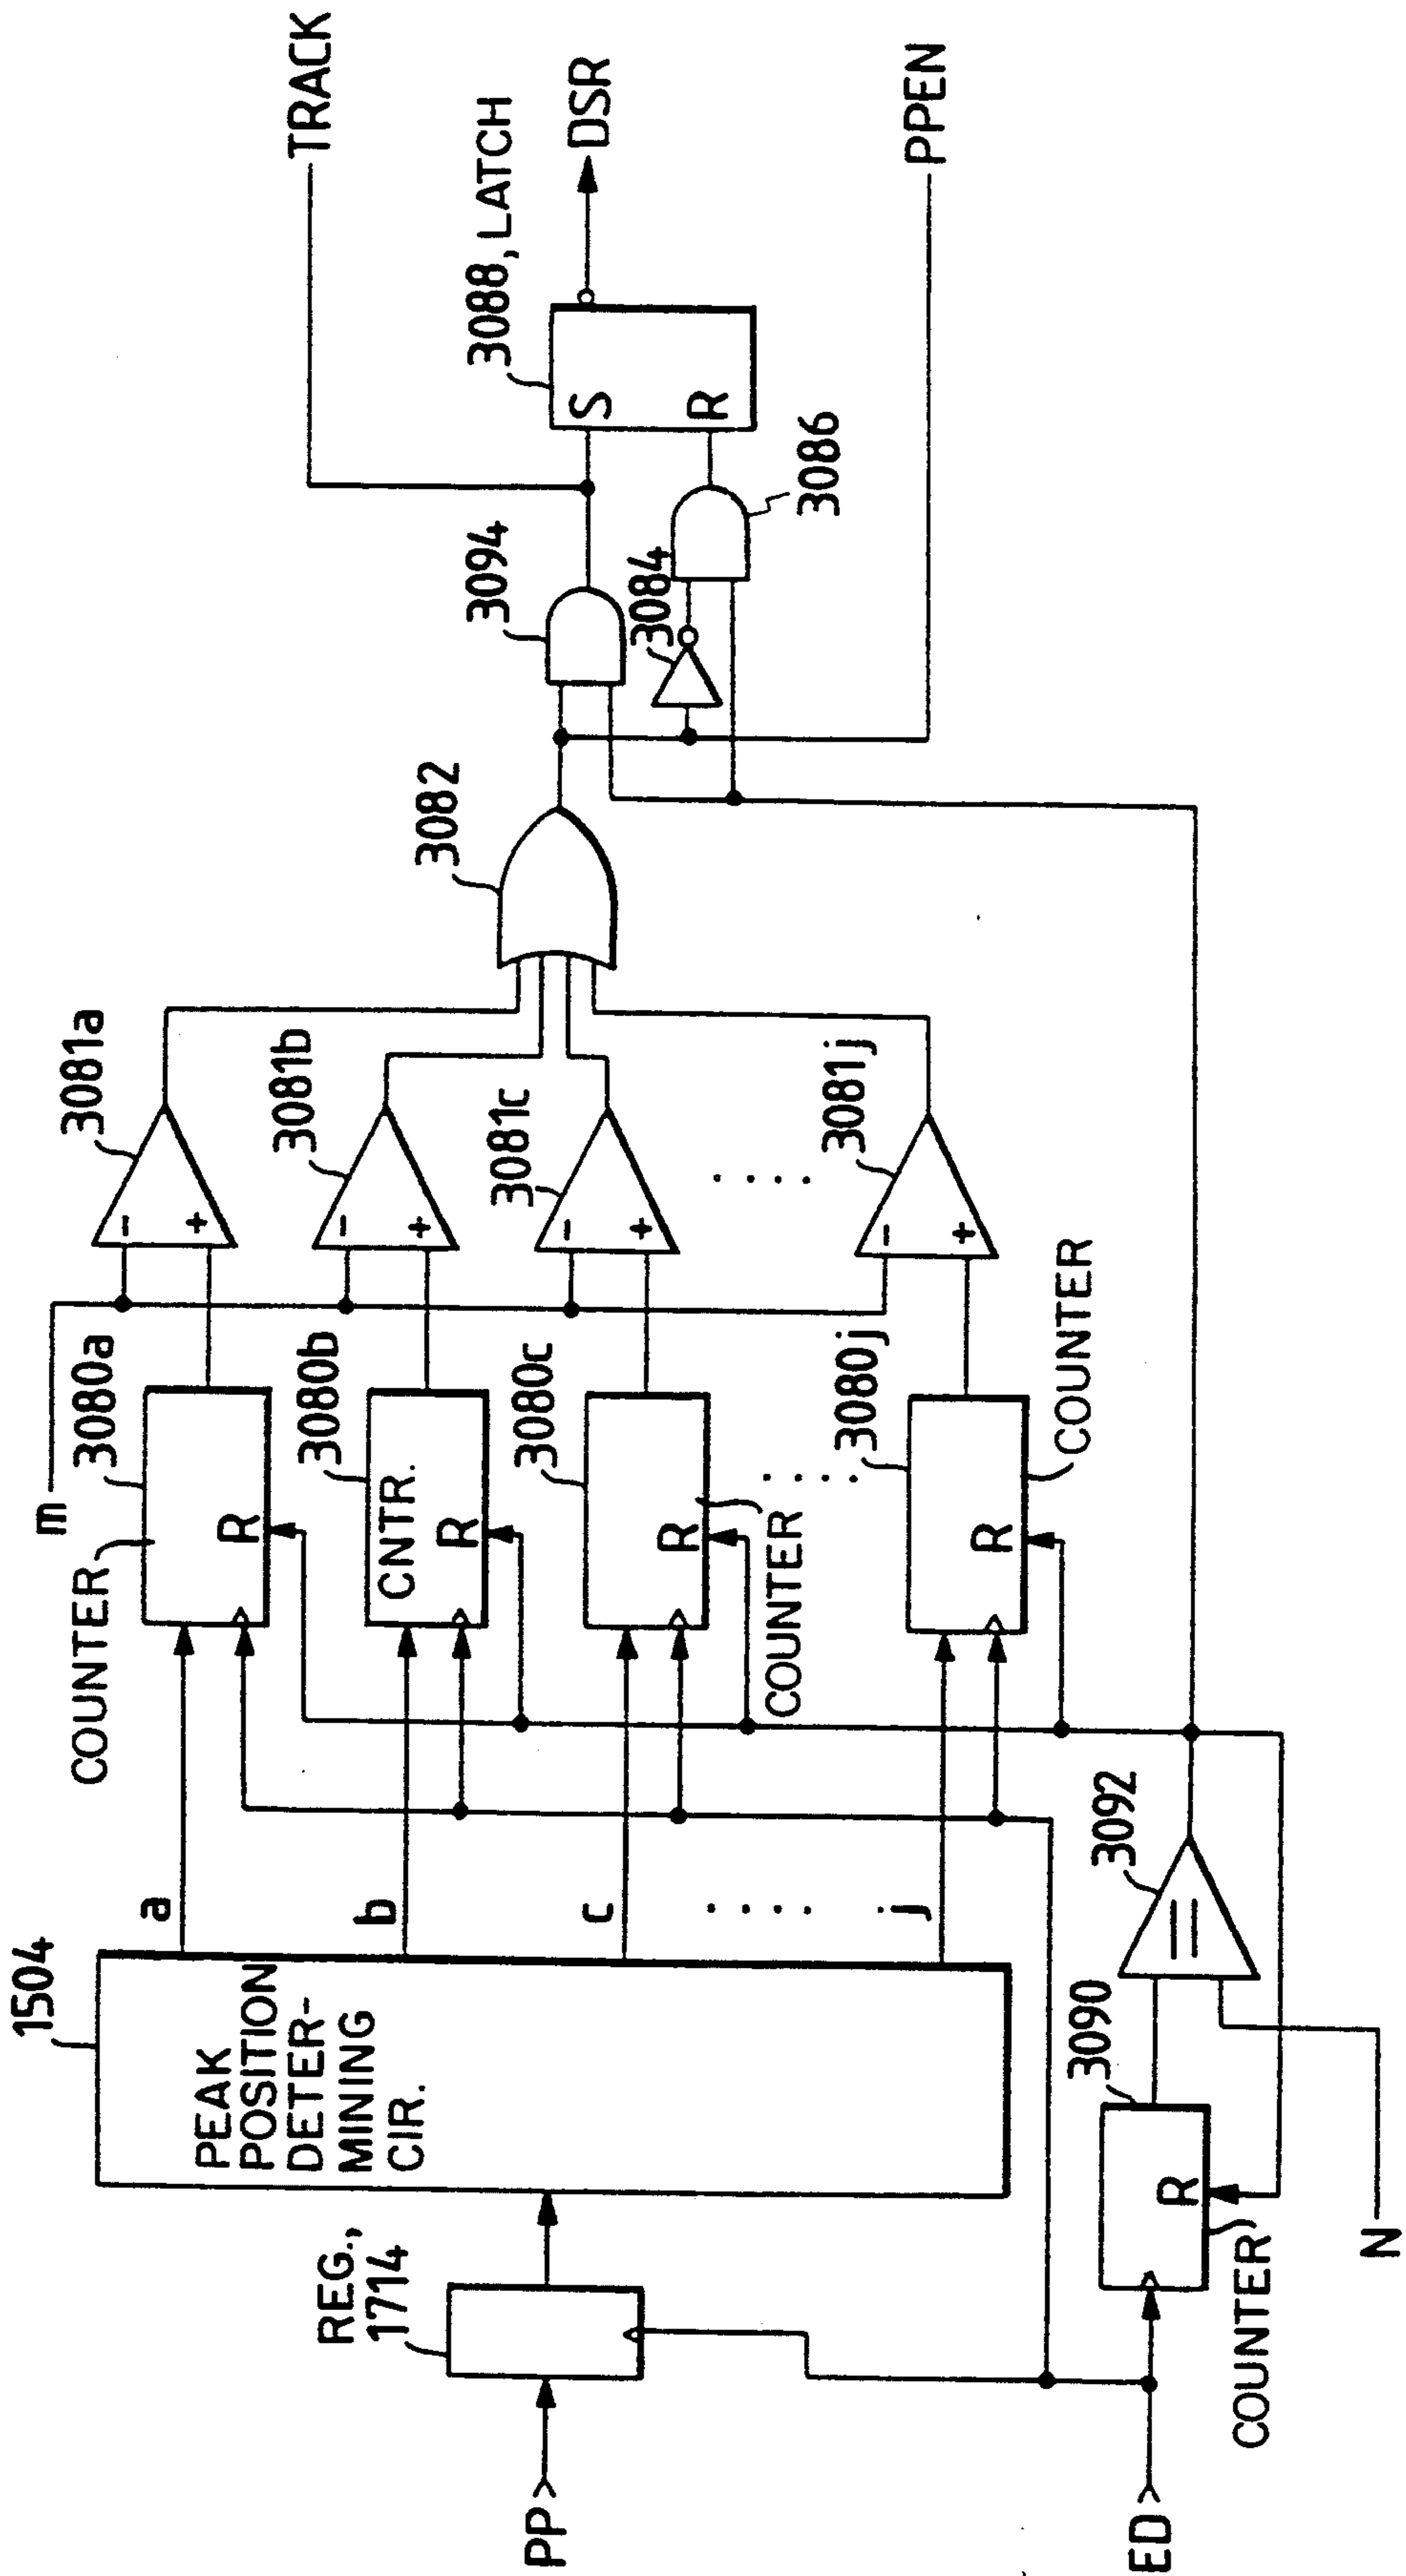 TRACK
3088, LATCH
DSR
PPEN
S
R
3094
3084
3086
3082
3081a
3081b
3081c
3081j
- +
- +
- +
- +
. . . .
m
3080a
3080b
3080c
3080j
COUNTER
R
CNTR.
R
R
COUNTER
. . . .
R
COUNTER
a
b
c
. . . .
j
1504
PEAK
POSITION
DETER-
MINING
CIR.
3092
=
3090
R
COUNTER
N
REG.,
1714
PP
ED